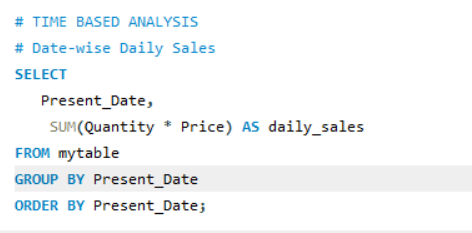 # TIME BASED ANALYSIS
# Date-wise Daily Sales
SELECT
Present_Date,
SUM(Quantity * Price) AS daily_sales
FROM mytable
GROUP BY Present_Date
ORDER BY Present_Date;